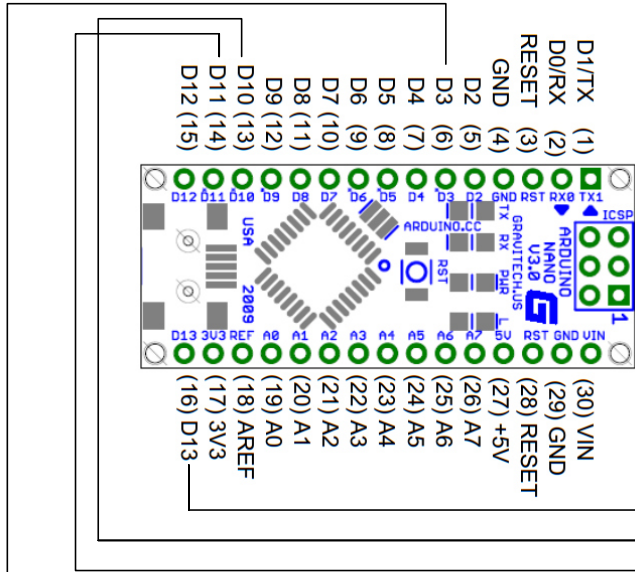 D12 (15)
D11 (14)
D10 (13)
D9 (12)
D8 (11)
D7 (10)
D6 (9)
D5 (8)
D4 (7)
D3 (6)
D2 (5)
GND (4)
RESET (3)
D0/RX (2)
D1/TX (1)
D12 D11 D10 D9 D8 D7 D6 D5 D4 D3 D2 GND RST RX0 TX1
ICSP
TX
RX
PWR
L
USA
2009
ARDUINO.CC
RST
GRAVITECH.US
ARDUINO
NANO
V3.0
G
1
D13 3V3 REF A0 A1 A2 A3 A4 A5 A6 A7 5V RST GND VIN
(16) D13
(17) 3V3
(18) AREF
(19) A0
(20) A1
(21) A2
(22) A3
(23) A4
(24) A5
(25) A6
(26) A7
(27) +5V
(28) RESET
(29) GND
(30) VIN